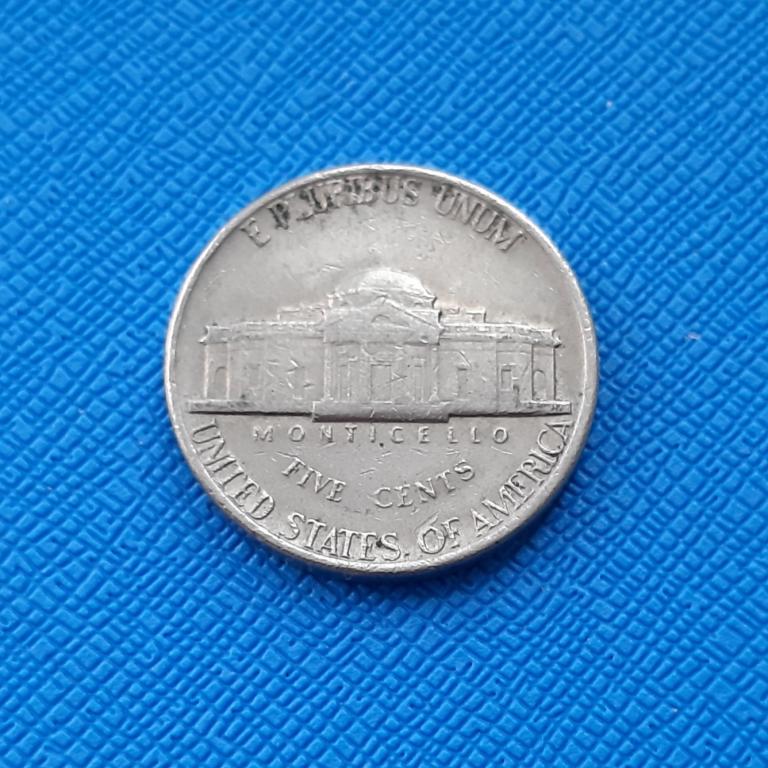 E PLURIBUS UNUM
MONTICELLO
FIVE CENTS
UNITED STATES OF AMERICA